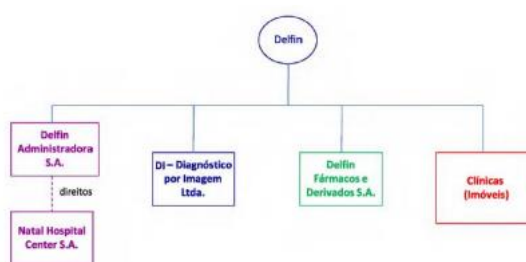 Delfin
Delfin
Administradora
S.A.
DI – Diagnóstico
por Imagem
Ltda.
Delfin
Fármacos e
Derivados S.A.
Clínicas
(Imóveis)
direitos
Natal Hospital
Center S.A.